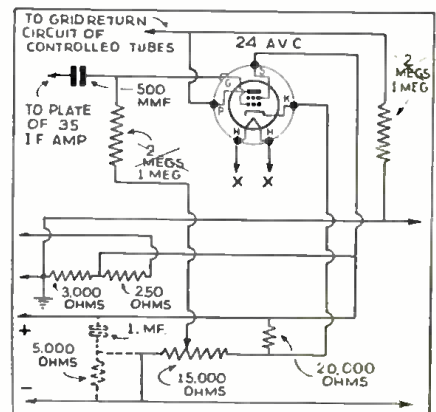 TO GRID RETURN
CIRCUIT OF
CONTROLLED TUBES
24 AVC
S
G
P
K
H
H
X
X
500
MMF
TO PLATE
OF 35
I F AMP
2
MEGS
1 MEG
2
MEGS
1 MEG
3,000
OHMS
250
OHMS
+
1. MF.
5,000
OHMS
-
15,000
OHMS
20,000
OHMS